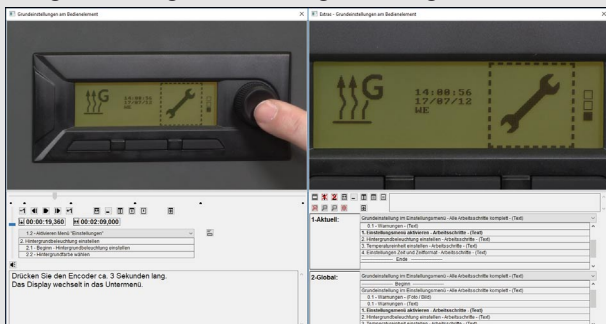 Grundeinstellungen am Bedienelement
G
14:08:56
17/07/12
WE
00:00:19,360
00:02:09,000
1.2 - Aktivieren Menü "Einstellungen"
2. Hintergrundbeleuchtung einstellen
2.1 - Beginn - Hintergrundbeleuchtung einstellen
2.2 - Hintergrundfarbe wählen
Drücken Sie den Encoder ca. 3 Sekunden lang.
Das Display wechselt in das Untermenü.
Extras - Grundeinstellungen am Bedienelement
G
14:08:56
17/07/12
WE
1-Aktuell:
Grundeinstellung im Einstellungsmenü - Alle Arbeitsschritte komplett - (Text)
0.1 - Warnungen - (Text)
1. Einstellungsmenü aktivieren - Arbeitsschritte - (Text)
2. Hintergrundbeleuchtung einstellen - Arbeitsschritte - (Text)
3. Temperatureinheit einstellen - Arbeitsschritte - (Text)
4. Einstellungen Zeit und Zeitformat - Arbeitsschritte - (Text)
Ende
2-Global:
Grundeinstellung im Einstellungsmenü - Alle Arbeitsschritte komplett - (Text)
Beginn
Grundeinstellung im Einstellungsmenü - Alle Arbeitsschritte komplett - (Text)
0.1 - Warnungen - (Foto / Bild)
0.1 - Warnungen - (Text)
1. Einstellungsmenü aktivieren - Arbeitsschritte - (Text)
2. Hintergrundbeleuchtung einstellen - Arbeitsschritte - (Text)